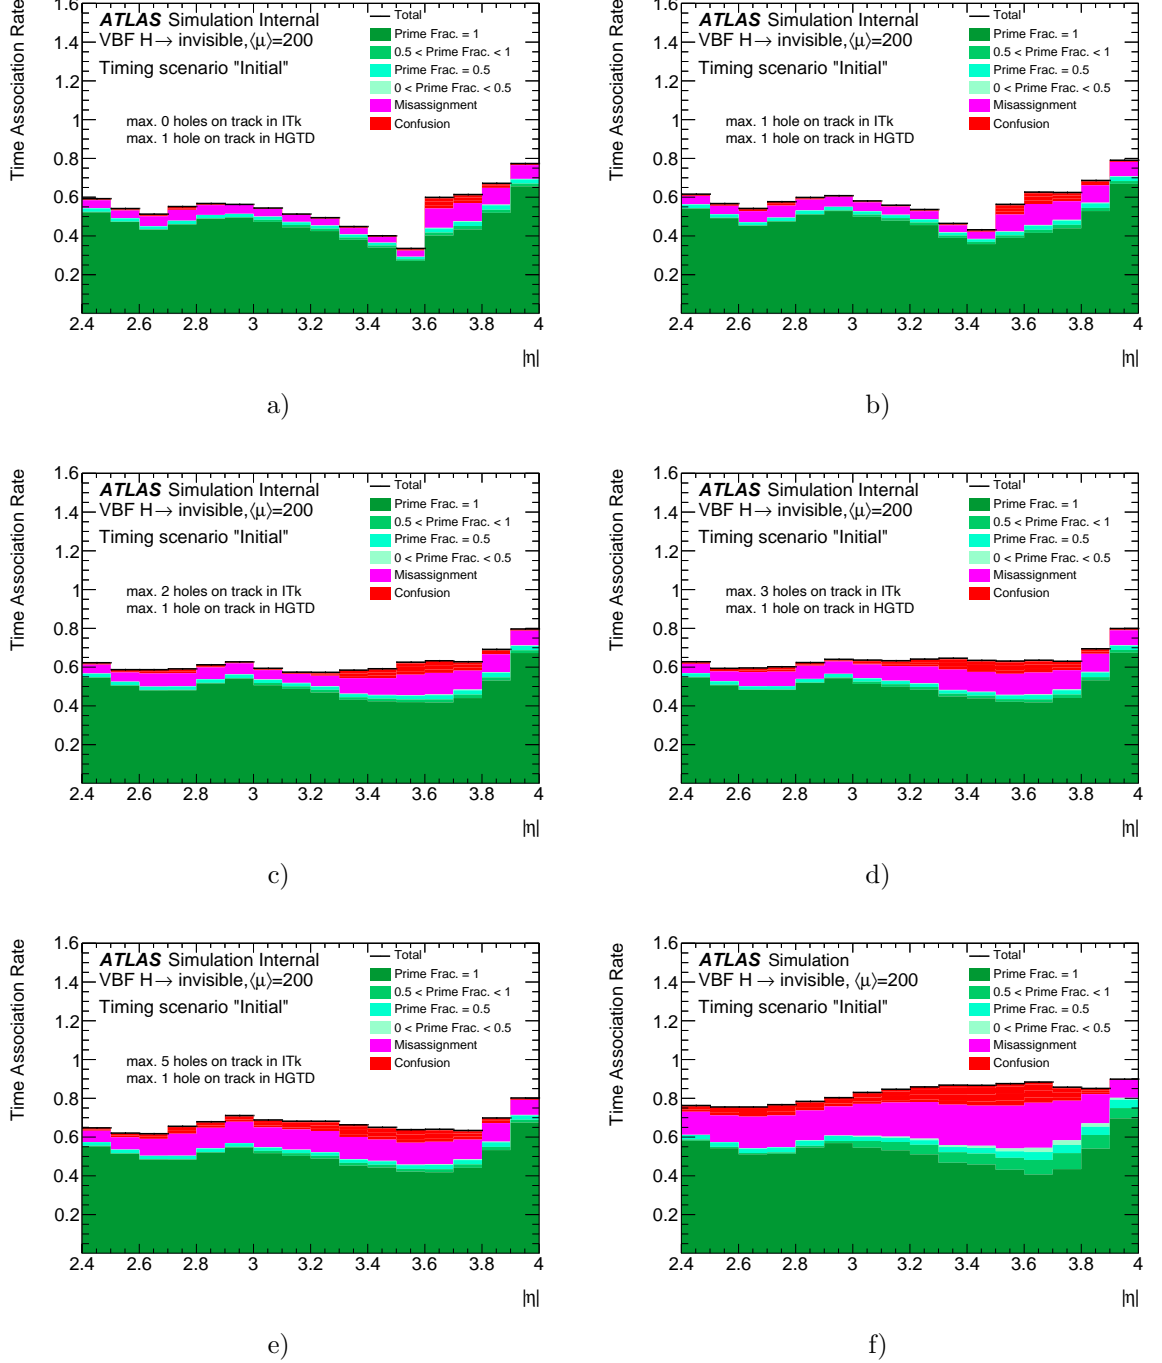 Time Association Rate
1.6
1.4
1.2
1
0.8
0.6
0.4
0.2
ATLAS Simulation Internal
VBF H→ invisible,⟨μ⟩=200
Timing scenario "Initial"
max. 0 holes on track in ITk
max. 1 hole on track in HGTD
Total
Prime Frac. = 1
0.5 < Prime Frac. < 1
Prime Frac. = 0.5
0 < Prime Frac. < 0.5
Misassignment
Confusion
2.4 2.6 2.8 3 3.2 3.4 3.6 3.8 4
|η|
a)
Time Association Rate
1.6
1.4
1.2
1
0.8
0.6
0.4
0.2
ATLAS Simulation Internal
VBF H→ invisible,⟨μ⟩=200
Timing scenario "Initial"
max. 1 hole on track in ITk
max. 1 hole on track in HGTD
Total
Prime Frac. = 1
0.5 < Prime Frac. < 1
Prime Frac. = 0.5
0 < Prime Frac. < 0.5
Misassignment
Confusion
2.4 2.6 2.8 3 3.2 3.4 3.6 3.8 4
|η|
b)
Time Association Rate
1.6
1.4
1.2
1
0.8
0.6
0.4
0.2
ATLAS Simulation Internal
VBF H→ invisible,⟨μ⟩=200
Timing scenario "Initial"
max. 2 holes on track in ITk
max. 1 hole on track in HGTD
Total
Prime Frac. = 1
0.5 < Prime Frac. < 1
Prime Frac. = 0.5
0 < Prime Frac. < 0.5
Misassignment
Confusion
2.4 2.6 2.8 3 3.2 3.4 3.6 3.8 4
|η|
c)
Time Association Rate
1.6
1.4
1.2
1
0.8
0.6
0.4
0.2
ATLAS Simulation Internal
VBF H→ invisible,⟨μ⟩=200
Timing scenario "Initial"
max. 3 holes on track in ITk
max. 1 hole on track in HGTD
Total
Prime Frac. = 1
0.5 < Prime Frac. < 1
Prime Frac. = 0.5
0 < Prime Frac. < 0.5
Misassignment
Confusion
2.4 2.6 2.8 3 3.2 3.4 3.6 3.8 4
|η|
d)
Time Association Rate
1.6
1.4
1.2
1
0.8
0.6
0.4
0.2
ATLAS Simulation Internal
VBF H→ invisible,⟨μ⟩=200
Timing scenario "Initial"
max. 5 holes on track in ITk
max. 1 hole on track in HGTD
Total
Prime Frac. = 1
0.5 < Prime Frac. < 1
Prime Frac. = 0.5
0 < Prime Frac. < 0.5
Misassignment
Confusion
2.4 2.6 2.8 3 3.2 3.4 3.6 3.8 4
|η|
e)
Time Association Rate
1.6
1.4
1.2
1
0.8
0.6
0.4
0.2
ATLAS Simulation
VBF H→ invisible, ⟨μ⟩=200
Timing scenario "Initial"
Total
Prime Frac. = 1
0.5 < Prime Frac. < 1
Prime Frac. = 0.5
0 < Prime Frac. < 0.5
Misassignment
Confusion
2.4 2.6 2.8 3 3.2 3.4 3.6 3.8 4
|η|
f)